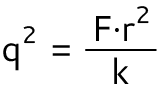 q² = F·r² / k